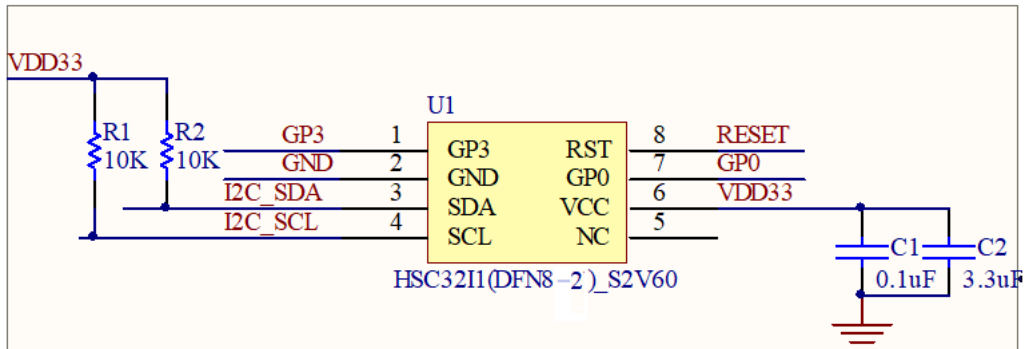 VDD33
U1
R1
10K
R2
10K
GP3 1 GP3 RST 8 RESET
GND 2 GND GP0 7 GP0
I2C_SDA 3 SDA VCC 6 VDD33
I2C_SCL 4 SCL NC 5
C1
0.1uF
C2
3.3uF
HSC32I1(DFN8-2)_S2V60